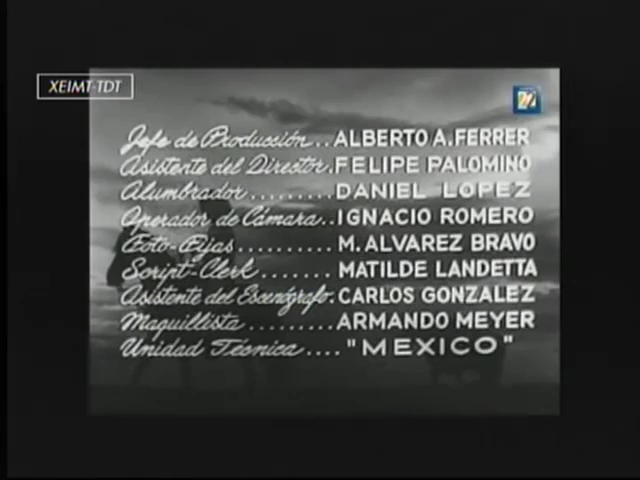 XEIMT-TDT
22
Jefe de Producción.. ALBERTO A. FERRER
Asistente del Director. FELIPE PALOMINO
Alumbrador......... DANIEL LOPEZ
Operador de Cámara.. IGNACIO ROMERO
Foto-Fijas.......... M. ALVAREZ BRAVO
Script-Clerk........ MATILDE LANDETTA
Asistente del Escenógrafo. CARLOS GONZALEZ
Maquillista......... ARMANDO MEYER
Unidad Técnica.... "MEXICO"